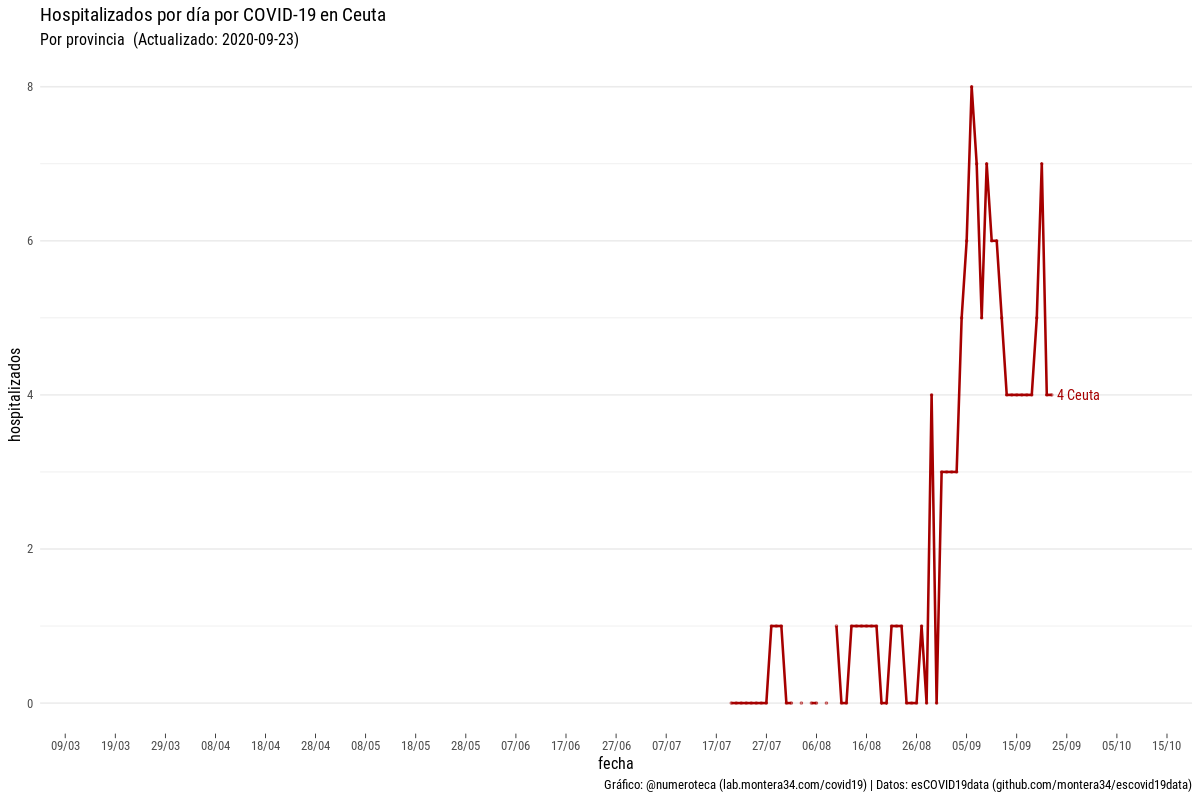 Hospitalizados por día por COVID-19 en Ceuta
Por provincia (Actualizado: 2020-09-23)
8
6
4
2
0
hospitalizados
4 Ceuta
09/03 19/03 29/03 08/04 18/04 28/04 08/05 18/05 28/05 07/06 17/06 27/06 07/07 17/07 27/07 06/08 16/08 26/08 05/09 15/09 25/09 05/10 15/10
fecha
Gráfico: @numeroteca (lab.montera34.com/covid19) | Datos: esCOVID19data (github.com/montera34/escovid19data)